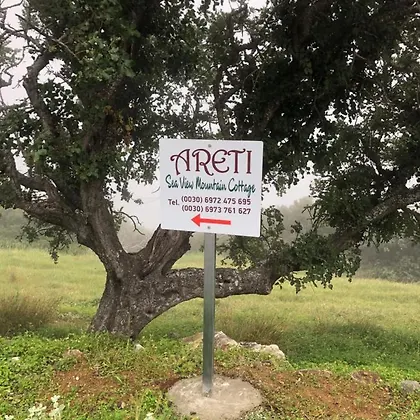 ARETI
Sea View Mountain Cottage
Tel. (0030) 6972 475 695
(0030) 6973 761 627